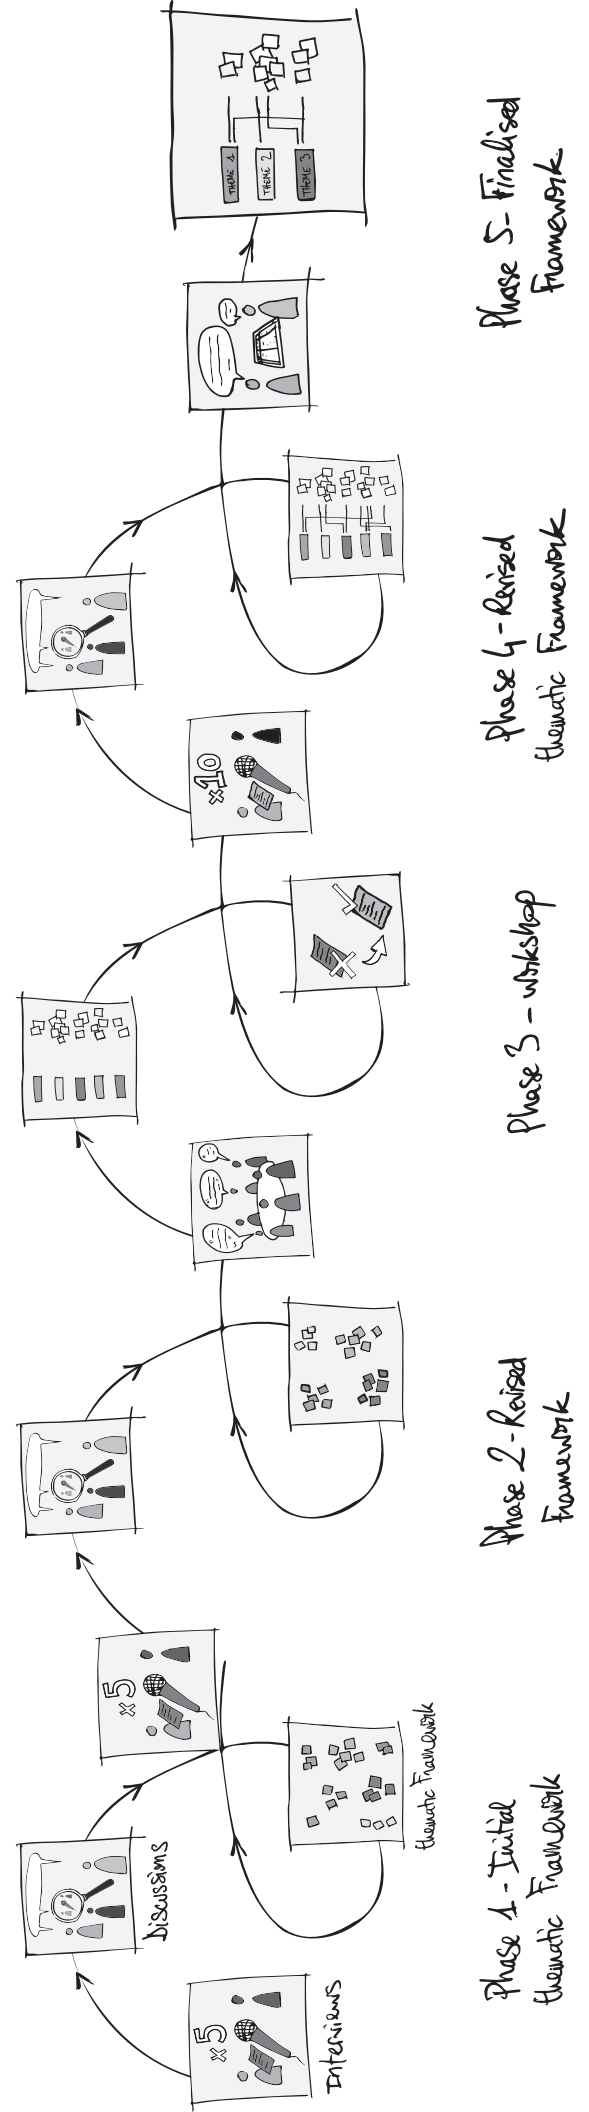 ×5
Interviews
Discussions
×5
thematic Framework
×10
THEME 1
THEME 2
THEME 3
Phase 1 - Initial
thematic Framework
Phase 2 - Revised
Framework
Phase 3 - workshop
Phase 4 - Revised
thematic Framework
Phase 5 - Finalised
Framework